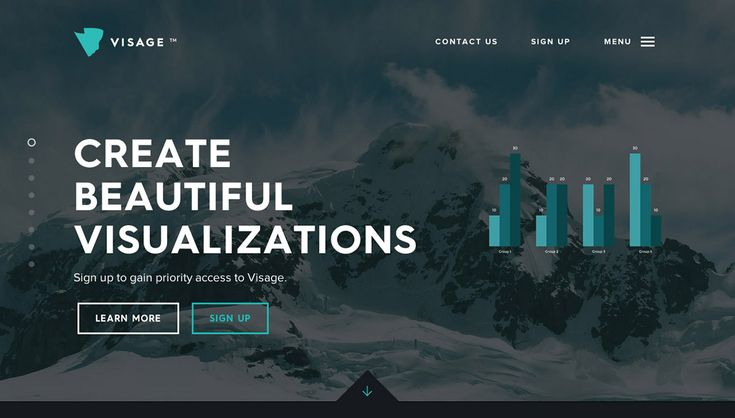 VISAGE ™
CONTACT US
SIGN UP
MENU
CREATE
BEAUTIFUL
VISUALIZATIONS
Sign up to gain priority access to Visage.
LEARN MORE
SIGN UP
10 20 30
10 20 20
20 10 20
30 20 10
Group 1
Group 2
Group 3
Group 4